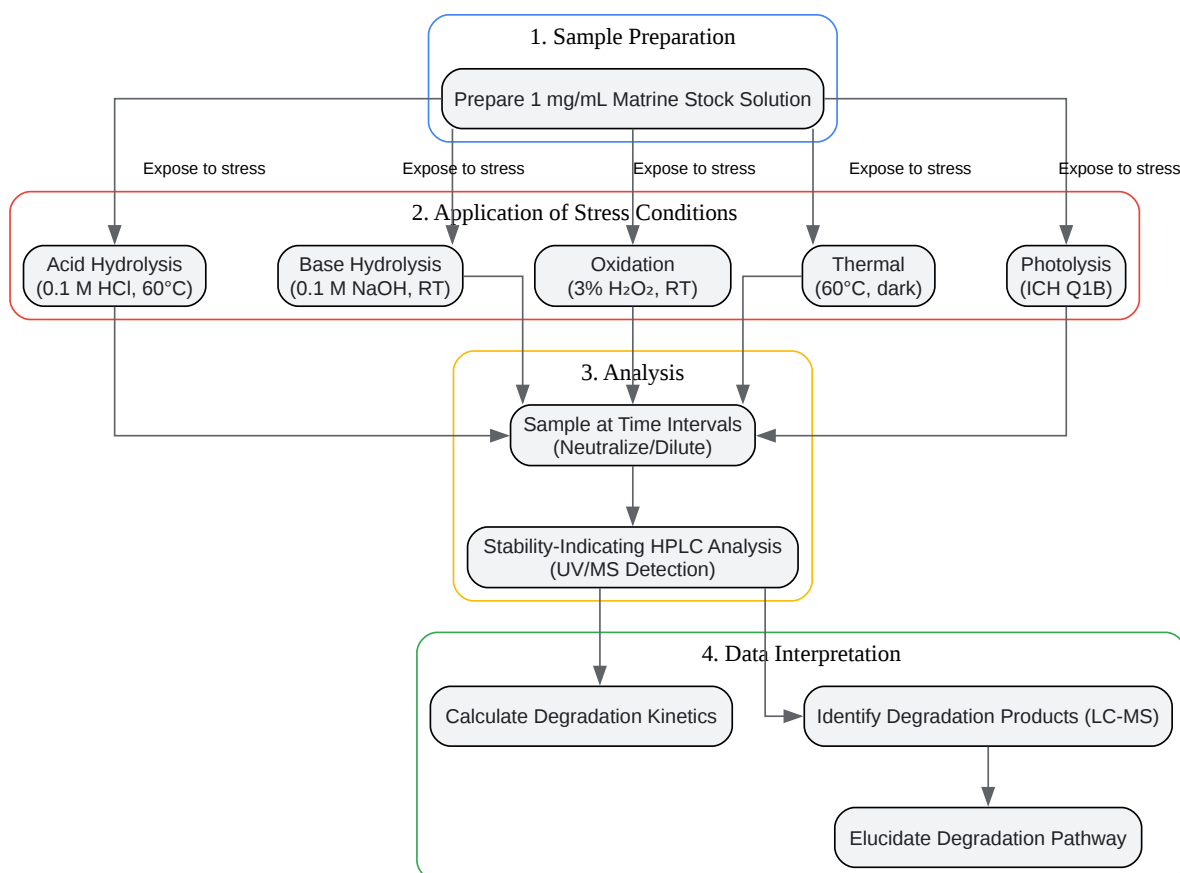 1. Sample Preparation
Prepare 1 mg/mL Matrine Stock Solution
Expose to stress
Expose to stress
Expose to stress
Expose to stress
Expose to stress
2. Application of Stress Conditions
Acid Hydrolysis
(0.1 M HCl, 60°C)
Base Hydrolysis
(0.1 M NaOH, RT)
Oxidation
(3% H₂O₂, RT)
Thermal
(60°C, dark)
Photolysis
(ICH Q1B)
3. Analysis
Sample at Time Intervals
(Neutralize/Dilute)
Stability-Indicating HPLC Analysis
(UV/MS Detection)
4. Data Interpretation
Calculate Degradation Kinetics
Identify Degradation Products (LC-MS)
Elucidate Degradation Pathway